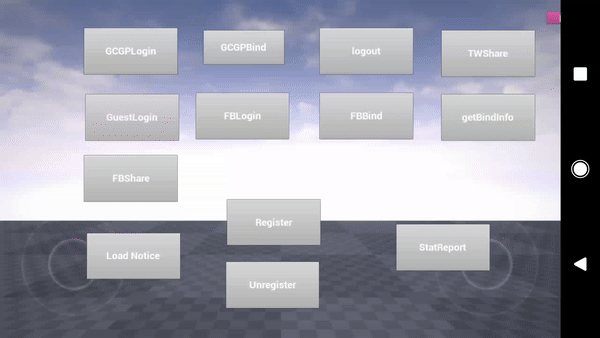 GCGPLogin
GCGPBind
logout
TWShare
GuestLogin
FBLogin
FBBind
getBindInfo
FBShare
Register
Load Notice
StatReport
Unregister